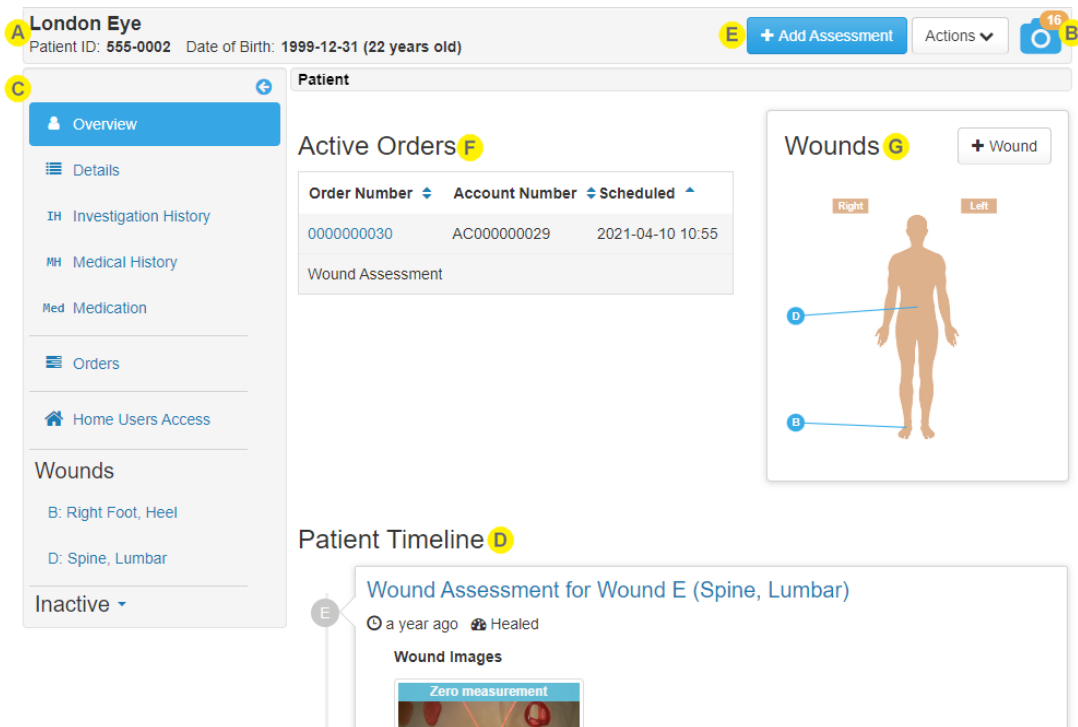 A London Eye
Patient ID: 555-0002 Date of Birth: 1999-12-31 (22 years old)
E + Add Assessment Actions 16 B
C
Patient
Overview
Details
IH Investigation History
MH Medical History
Med Medication
Orders
Home Users Access
Wounds
B: Right Foot, Heel
D: Spine, Lumbar
Inactive
Active Orders F
Order Number Account Number Scheduled
0000000030 AC000000029 2021-04-10 10:55
Wound Assessment
Wounds G + Wound
Right Left
D
B
Patient Timeline D
E
Wound Assessment for Wound E (Spine, Lumbar)
a year ago Healed
Wound Images
Zero measurement